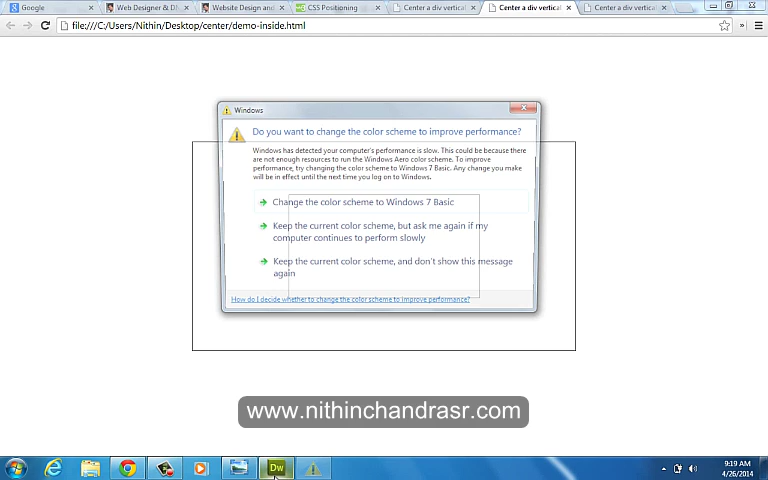 Google
Web Designer & DM
Website Design and
CSS Positioning
Center a div vertical
Center a div vertical
Center a div vertical
file:///C:/Users/Nithin/Desktop/center/demo-inside.html
Windows
Do you want to change the color scheme to improve performance?
Windows has detected your computer's performance is slow. This could be because
there are not enough resources to run the Windows Aero color scheme. To improve
performance, try changing the color scheme to Windows 7 Basic. Any change you make
will be in effect until the next time you log on to Windows.
Change the color scheme to Windows 7 Basic
Keep the current color scheme, but ask me again if my
computer continues to perform slowly
Keep the current color scheme, and don't show this message
again
How do I decide whether to change the color scheme to improve performance?
www.nithinchandrasr.com
Dw
9:19 AM
4/26/2014